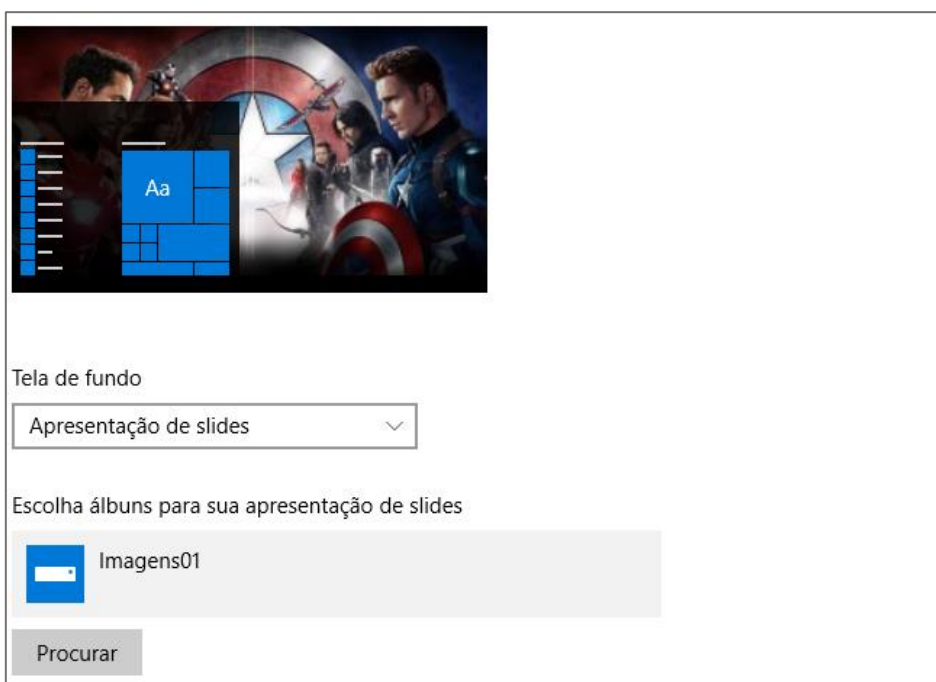 Aa
Tela de fundo
Apresentação de slides
Escolha álbuns para sua apresentação de slides
Imagens01
Procurar